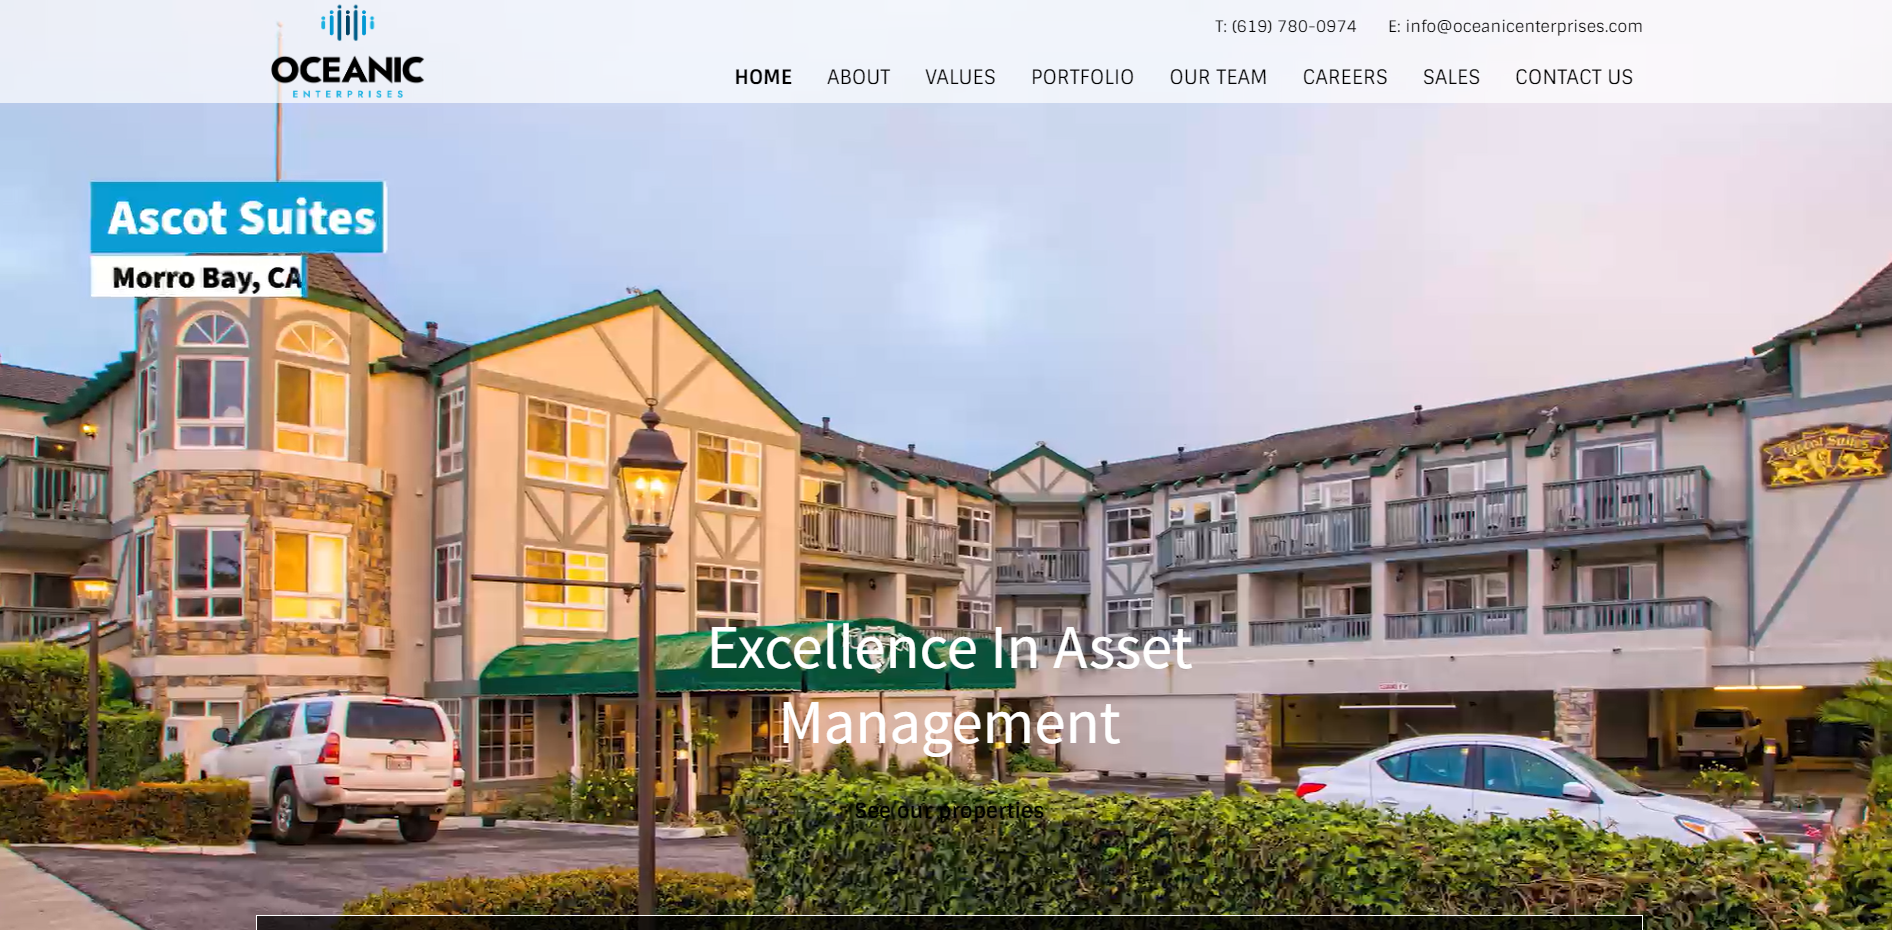 OCEANIC
ENTERPRISES
T: (619) 780-0974 E: info@oceanicenterprises.com
HOME ABOUT VALUES PORTFOLIO OUR TEAM CAREERS SALES CONTACT US
Ascot Suites
Morro Bay, CA
Ascot Suites
Excellence In Asset
Management
See our properties